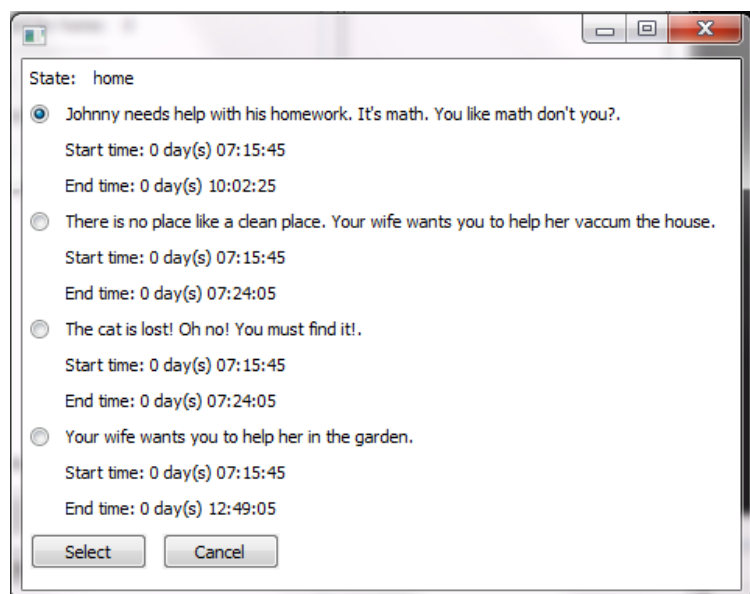 State: home
Johnny needs help with his homework. It's math. You like math don't you?.
Start time: 0 day(s) 07:15:45
End time: 0 day(s) 10:02:25
There is no place like a clean place. Your wife wants you to help her vaccum the house.
Start time: 0 day(s) 07:15:45
End time: 0 day(s) 07:24:05
The cat is lost! Oh no! You must find it!.
Start time: 0 day(s) 07:15:45
End time: 0 day(s) 07:24:05
Your wife wants you to help her in the garden.
Start time: 0 day(s) 07:15:45
End time: 0 day(s) 12:49:05
Select Cancel